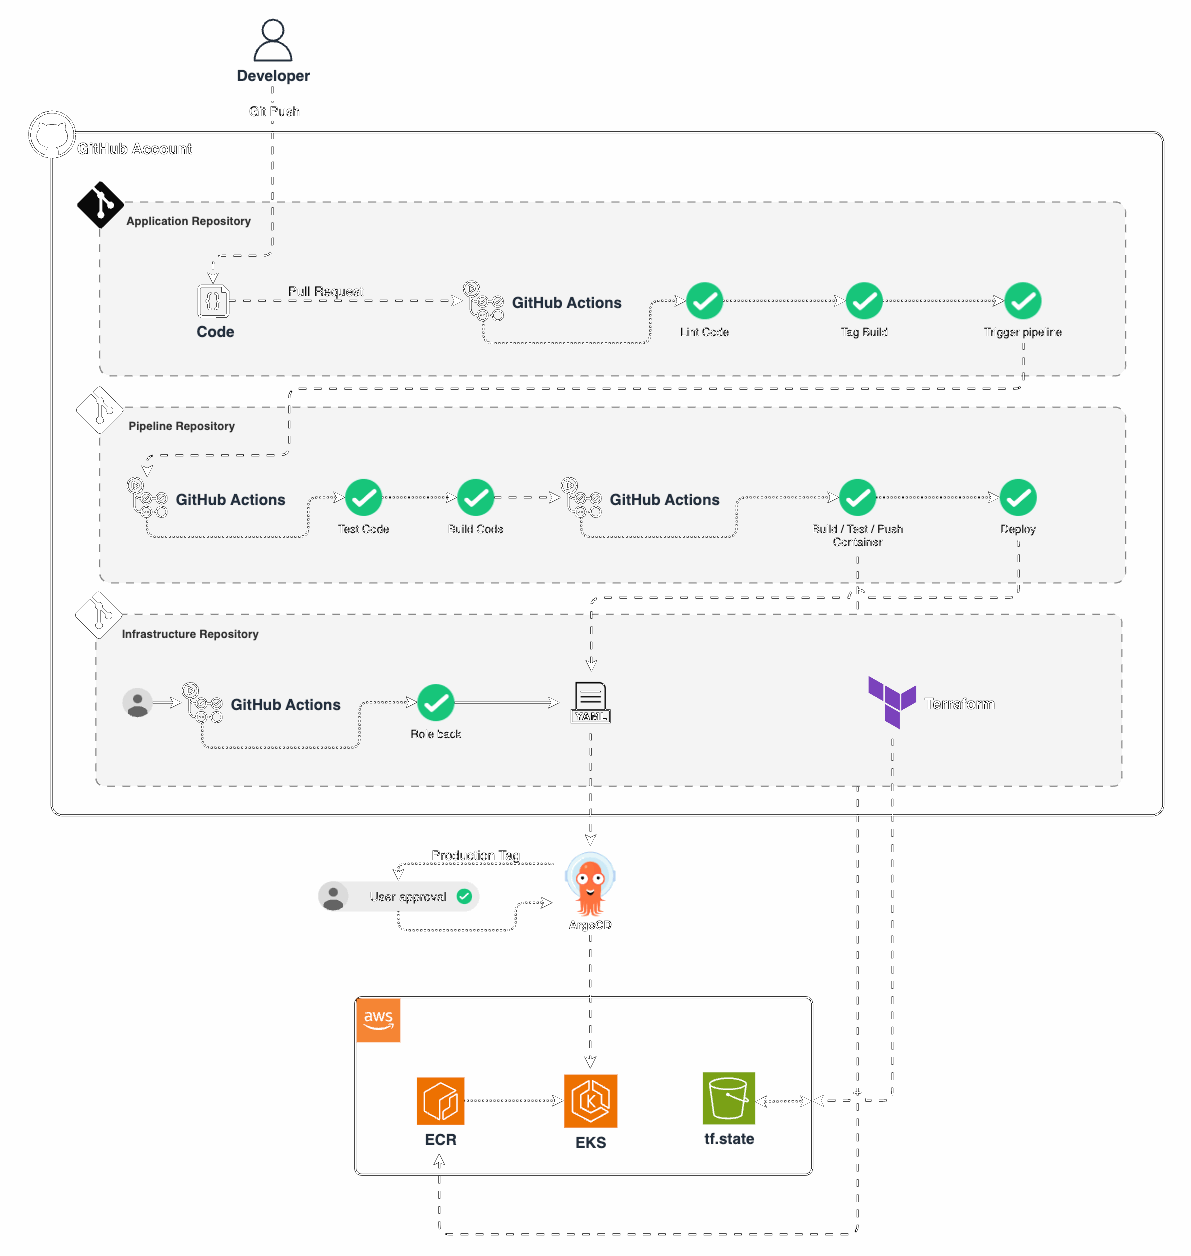 Developer
Git Push
GitHub Account
Application Repository
Pull Request
GitHub Actions
Code
Lint Code
Tag Build
Trigger pipeline
Pipeline Repository
GitHub Actions
GitHub Actions
Test Code
Build Code
Build / Test / Push
Container
Deploy
Infrastructure Repository
GitHub Actions
Role back
YAML
Terraform
Production Tag
User approval
ArgoCD
aws
ECR
EKS
tf.state